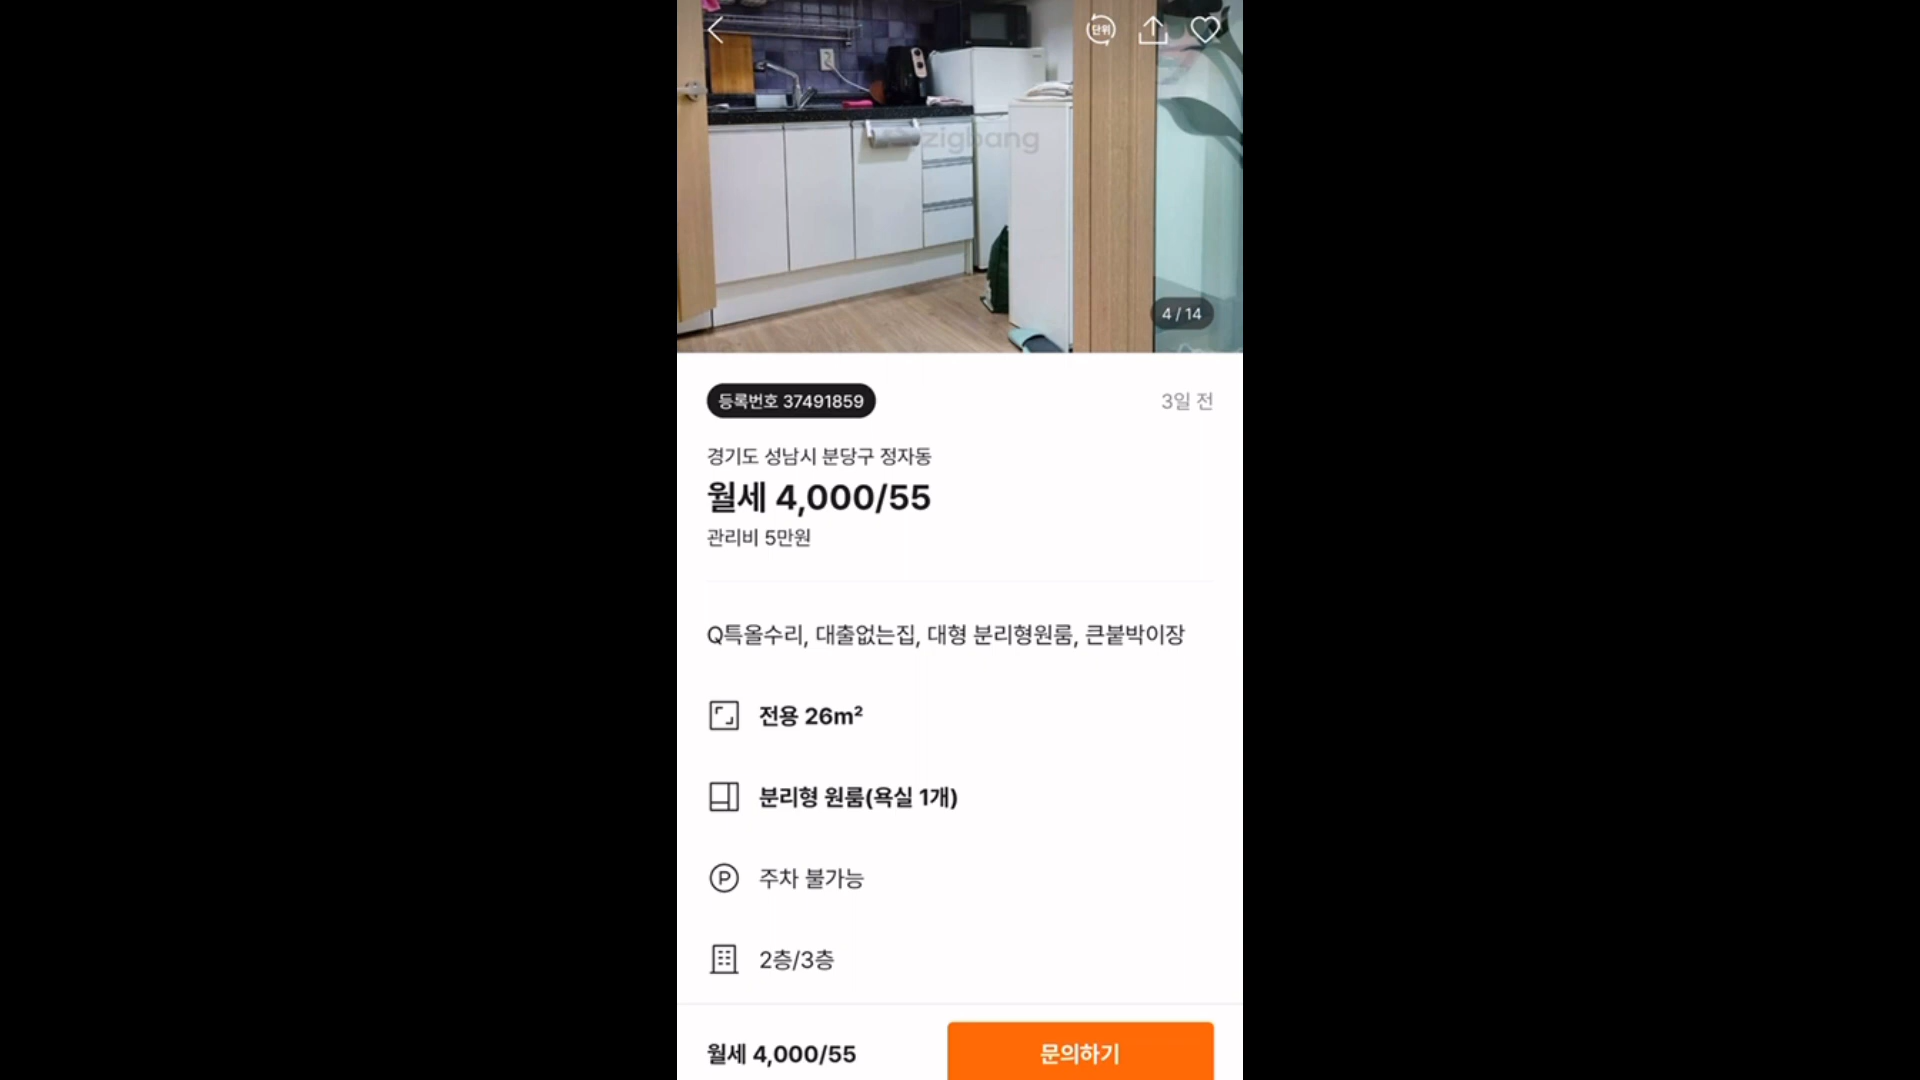 단위
zigbang
4 / 14
등록번호 37491859
3일 전
경기도 성남시 분당구 정자동
월세 4,000/55
관리비 5만원
Q특올수리, 대출없는집, 대형 분리형원룸, 큰붙박이장
전용 26m²
분리형 원룸(욕실 1개)
P
주차 불가능
2층/3층
월세 4,000/55
문의하기